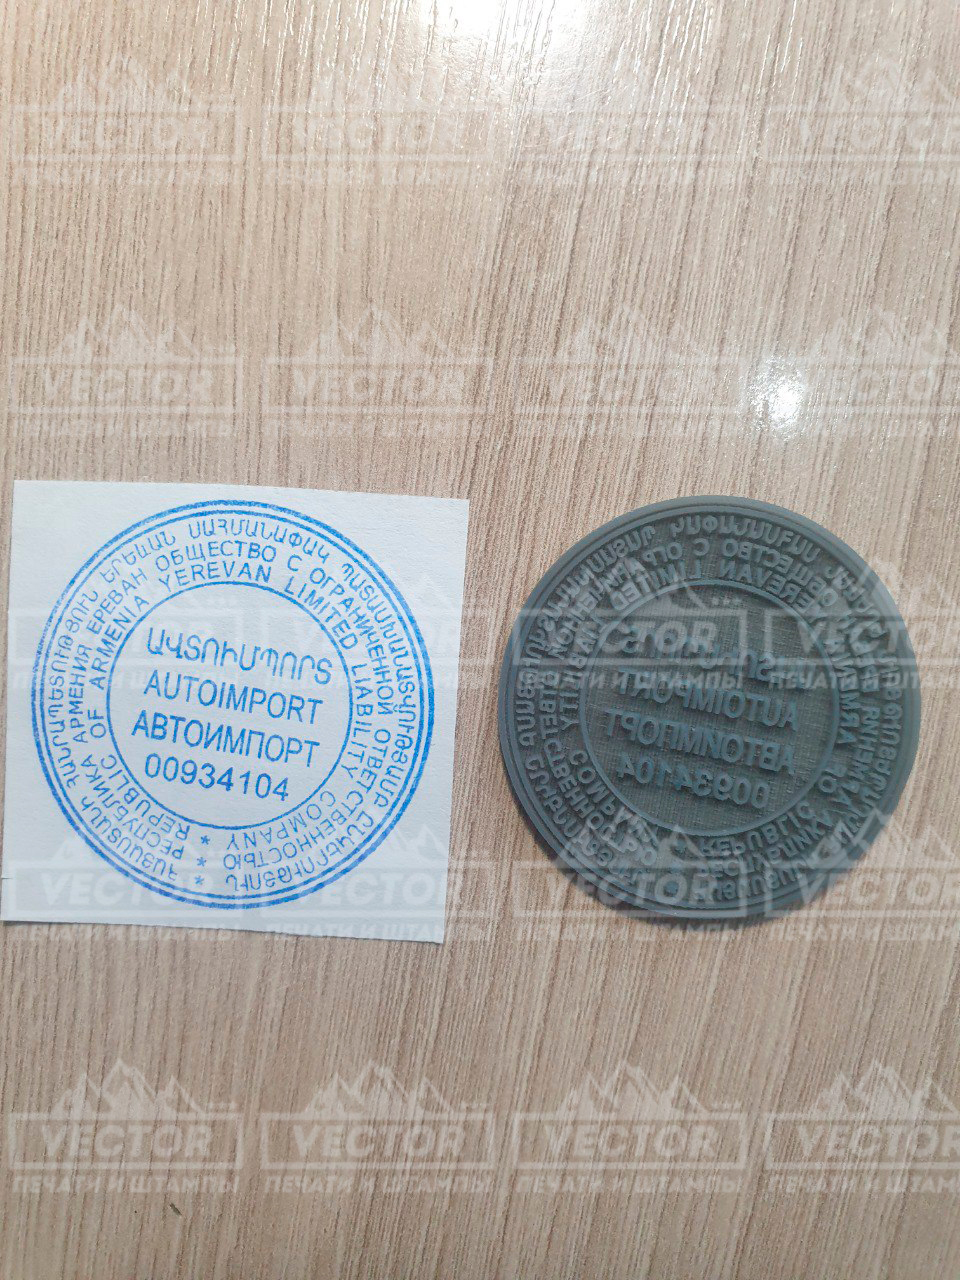 ՀԱՅԱՍՏԱՆԻ ՀԱՆՐԱՊԵՏՈՒԹՅՈՒՆ ԵՐԵՎԱՆ ՍԱՀՄԱՆԱՓԱԿ ՊԱՏԱՍԽԱՆԱՏՎՈՒԹՅԱՄԲ ԸՆԿԵՐՈՒԹՅՈՒՆ *
РЕСПУБЛИКА АРМЕНИЯ ЕРЕВАН ОБЩЕСТВО С ОГРАНИЧЕННОЙ ОТВЕТСТВЕННОСТЬЮ *
REPUBLIC OF ARMENIA YEREVAN LIMITED LIABILITY COMPANY *
ԱՎՏՈՒՄՊՈՐՏ
AUTOIMPORT
АВТОИМПОРТ
00934104
VECTOR
ПЕЧАТИ И ШТАМПЫ